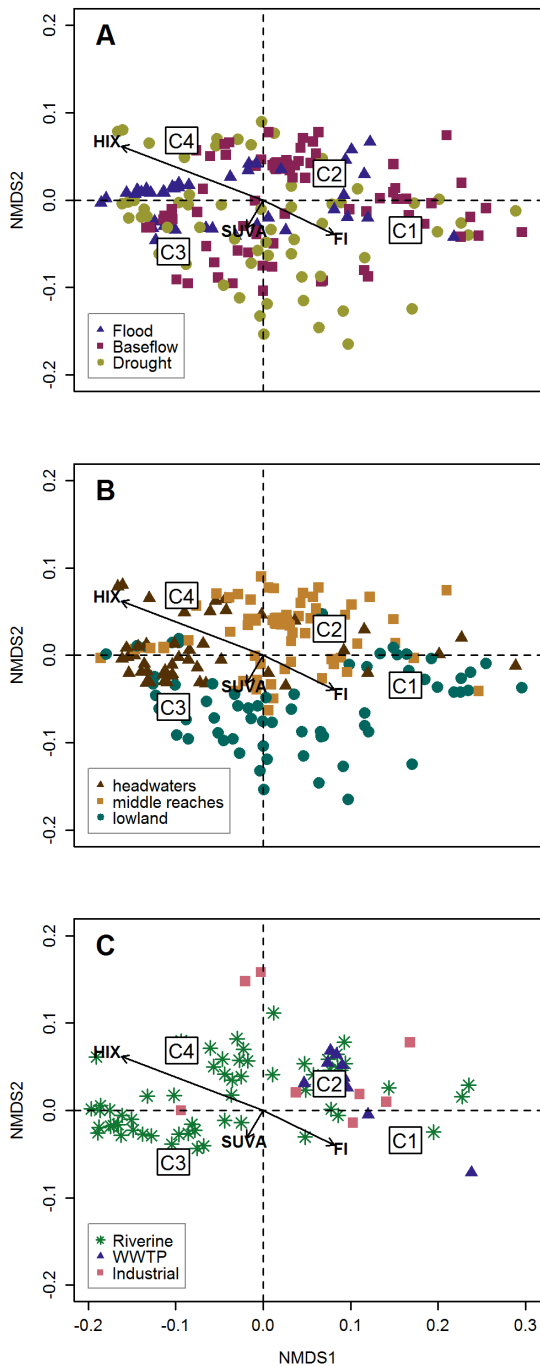 A
0.2
0.1
0.0
-0.1
-0.2
NMDS2
HIX
C4
C2
SUVA
FI
C1
C3
Flood
Baseflow
Drought
B
0.2
0.1
0.0
-0.1
-0.2
NMDS2
HIX
C4
C2
SUVA
FI
C1
C3
headwaters
middle reaches
lowland
C
0.2
0.1
0.0
-0.1
-0.2
NMDS2
HIX
C4
C2
SUVA
FI
C1
C3
Riverine
WWTP
Industrial
-0.2 -0.1 0.0 0.1 0.2 0.3
NMDS1